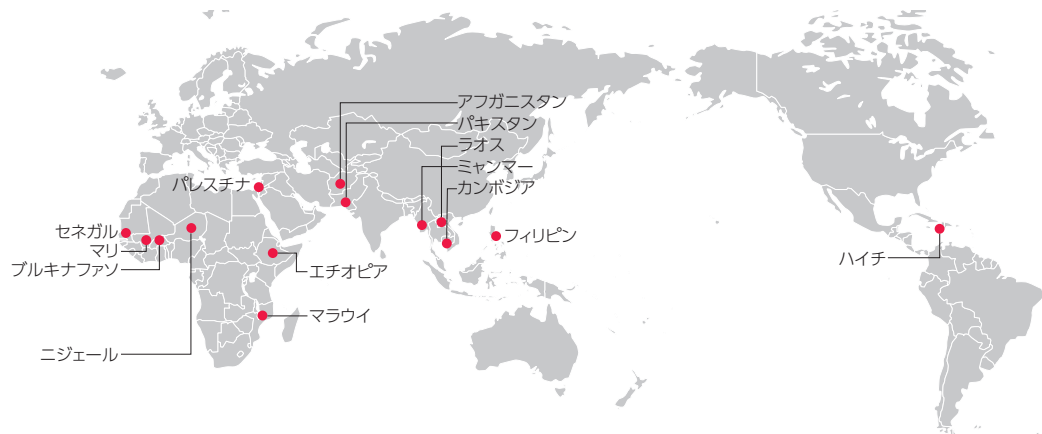 アフガニスタン
パキスタン
ラオス
ミャンマー
カンボジア
パレスチナ
セネガル
マリ
ブルキナファソ
ニジェール
エチオピア
マラウイ
フィリピン
ハイチ